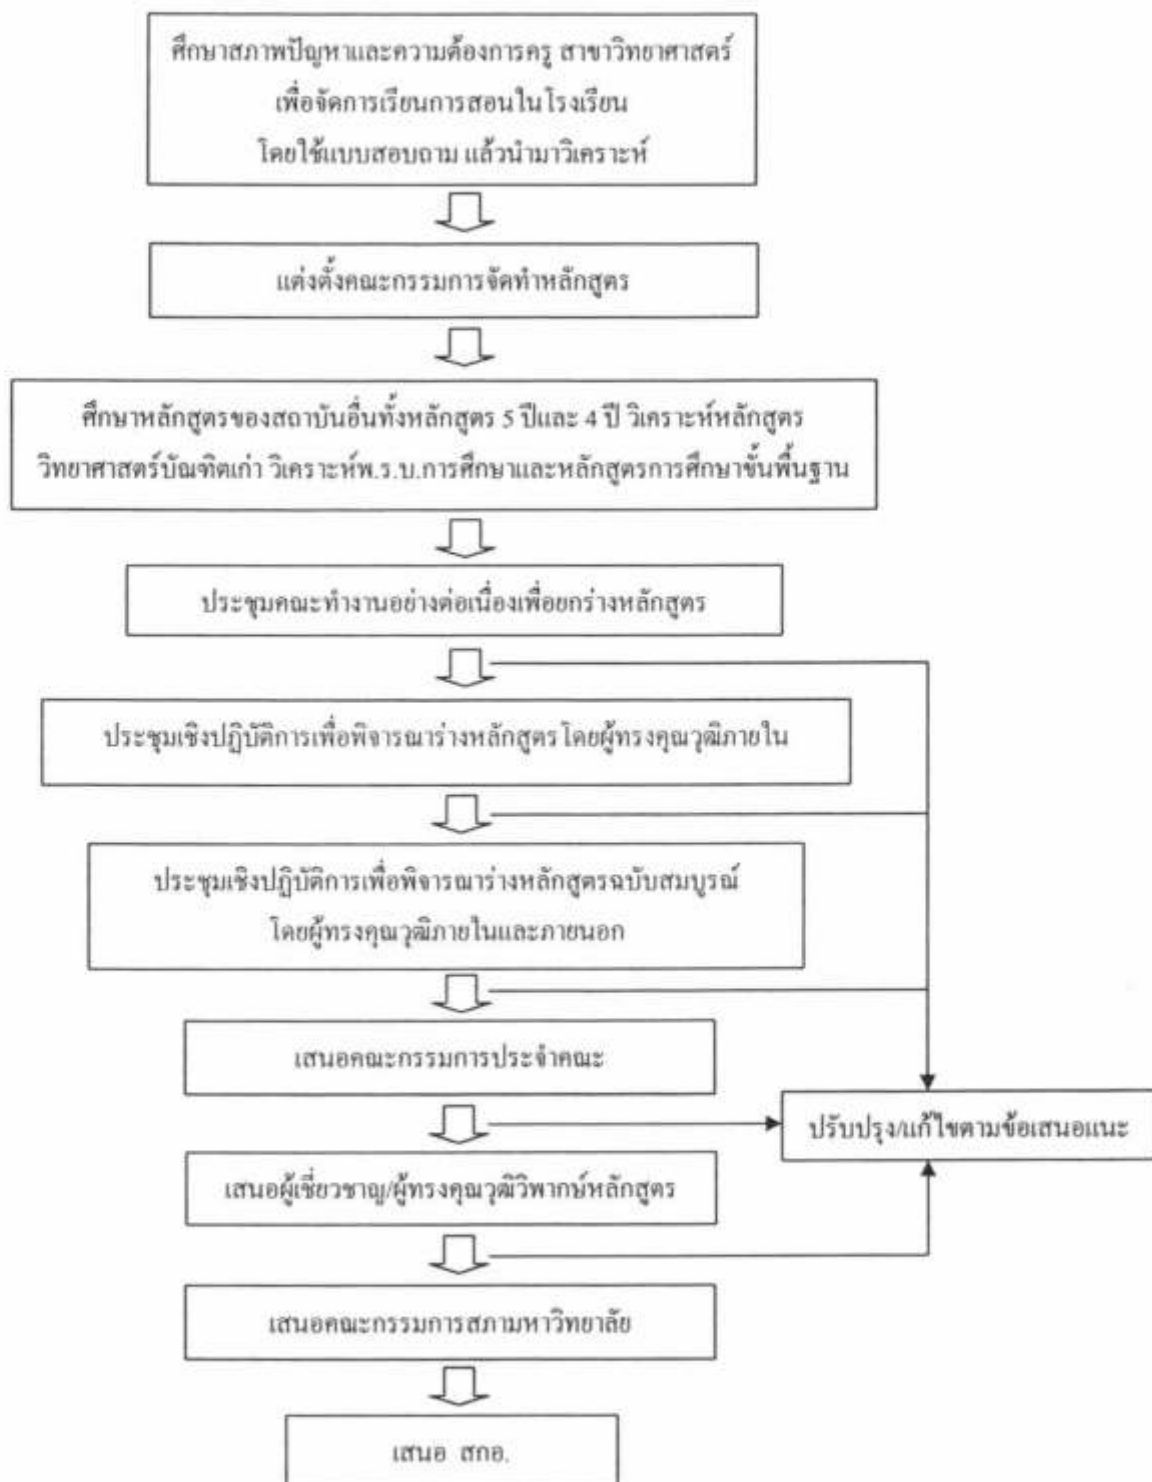 ศึกษาสภาพปัญหาและความต้องการครู สาขาวิทยาศาสตร์
เพื่อจัดการเรียนการสอนในโรงเรียน
โดยใช้แบบสอบถาม แล้วนำมาวิเคราะห์
แต่งตั้งคณะกรรมการจัดทำหลักสูตร
ศึกษาหลักสูตรของสถาบันอื่นทั้งหลักสูตร 5 ปีและ 4 ปี วิเคราะห์หลักสูตร
วิทยาศาสตร์บัณฑิตเก่า วิเคราะห์พ.ร.บ.การศึกษาและหลักสูตรการศึกษาขั้นพื้นฐาน
ประชุมคณะทำงานอย่างต่อเนื่องเพื่อยกร่างหลักสูตร
ประชุมเชิงปฏิบัติการเพื่อพิจารณาร่างหลักสูตร โดยผู้ทรงคุณวุฒิภายใน
ประชุมเชิงปฏิบัติการเพื่อพิจารณาร่างหลักสูตรฉบับสมบูรณ์
โดยผู้ทรงคุณวุฒิภายในและภายนอก
เสนอคณะกรรมการประจำคณะ
ปรับปรุง/แก้ไขตามข้อเสนอแนะ
เสนอผู้เชี่ยวชาญ/ผู้ทรงคุณวุฒิวิพากษ์หลักสูตร
เสนอคณะกรรมการสภามหาวิทยาลัย
เสนอ สกอ.